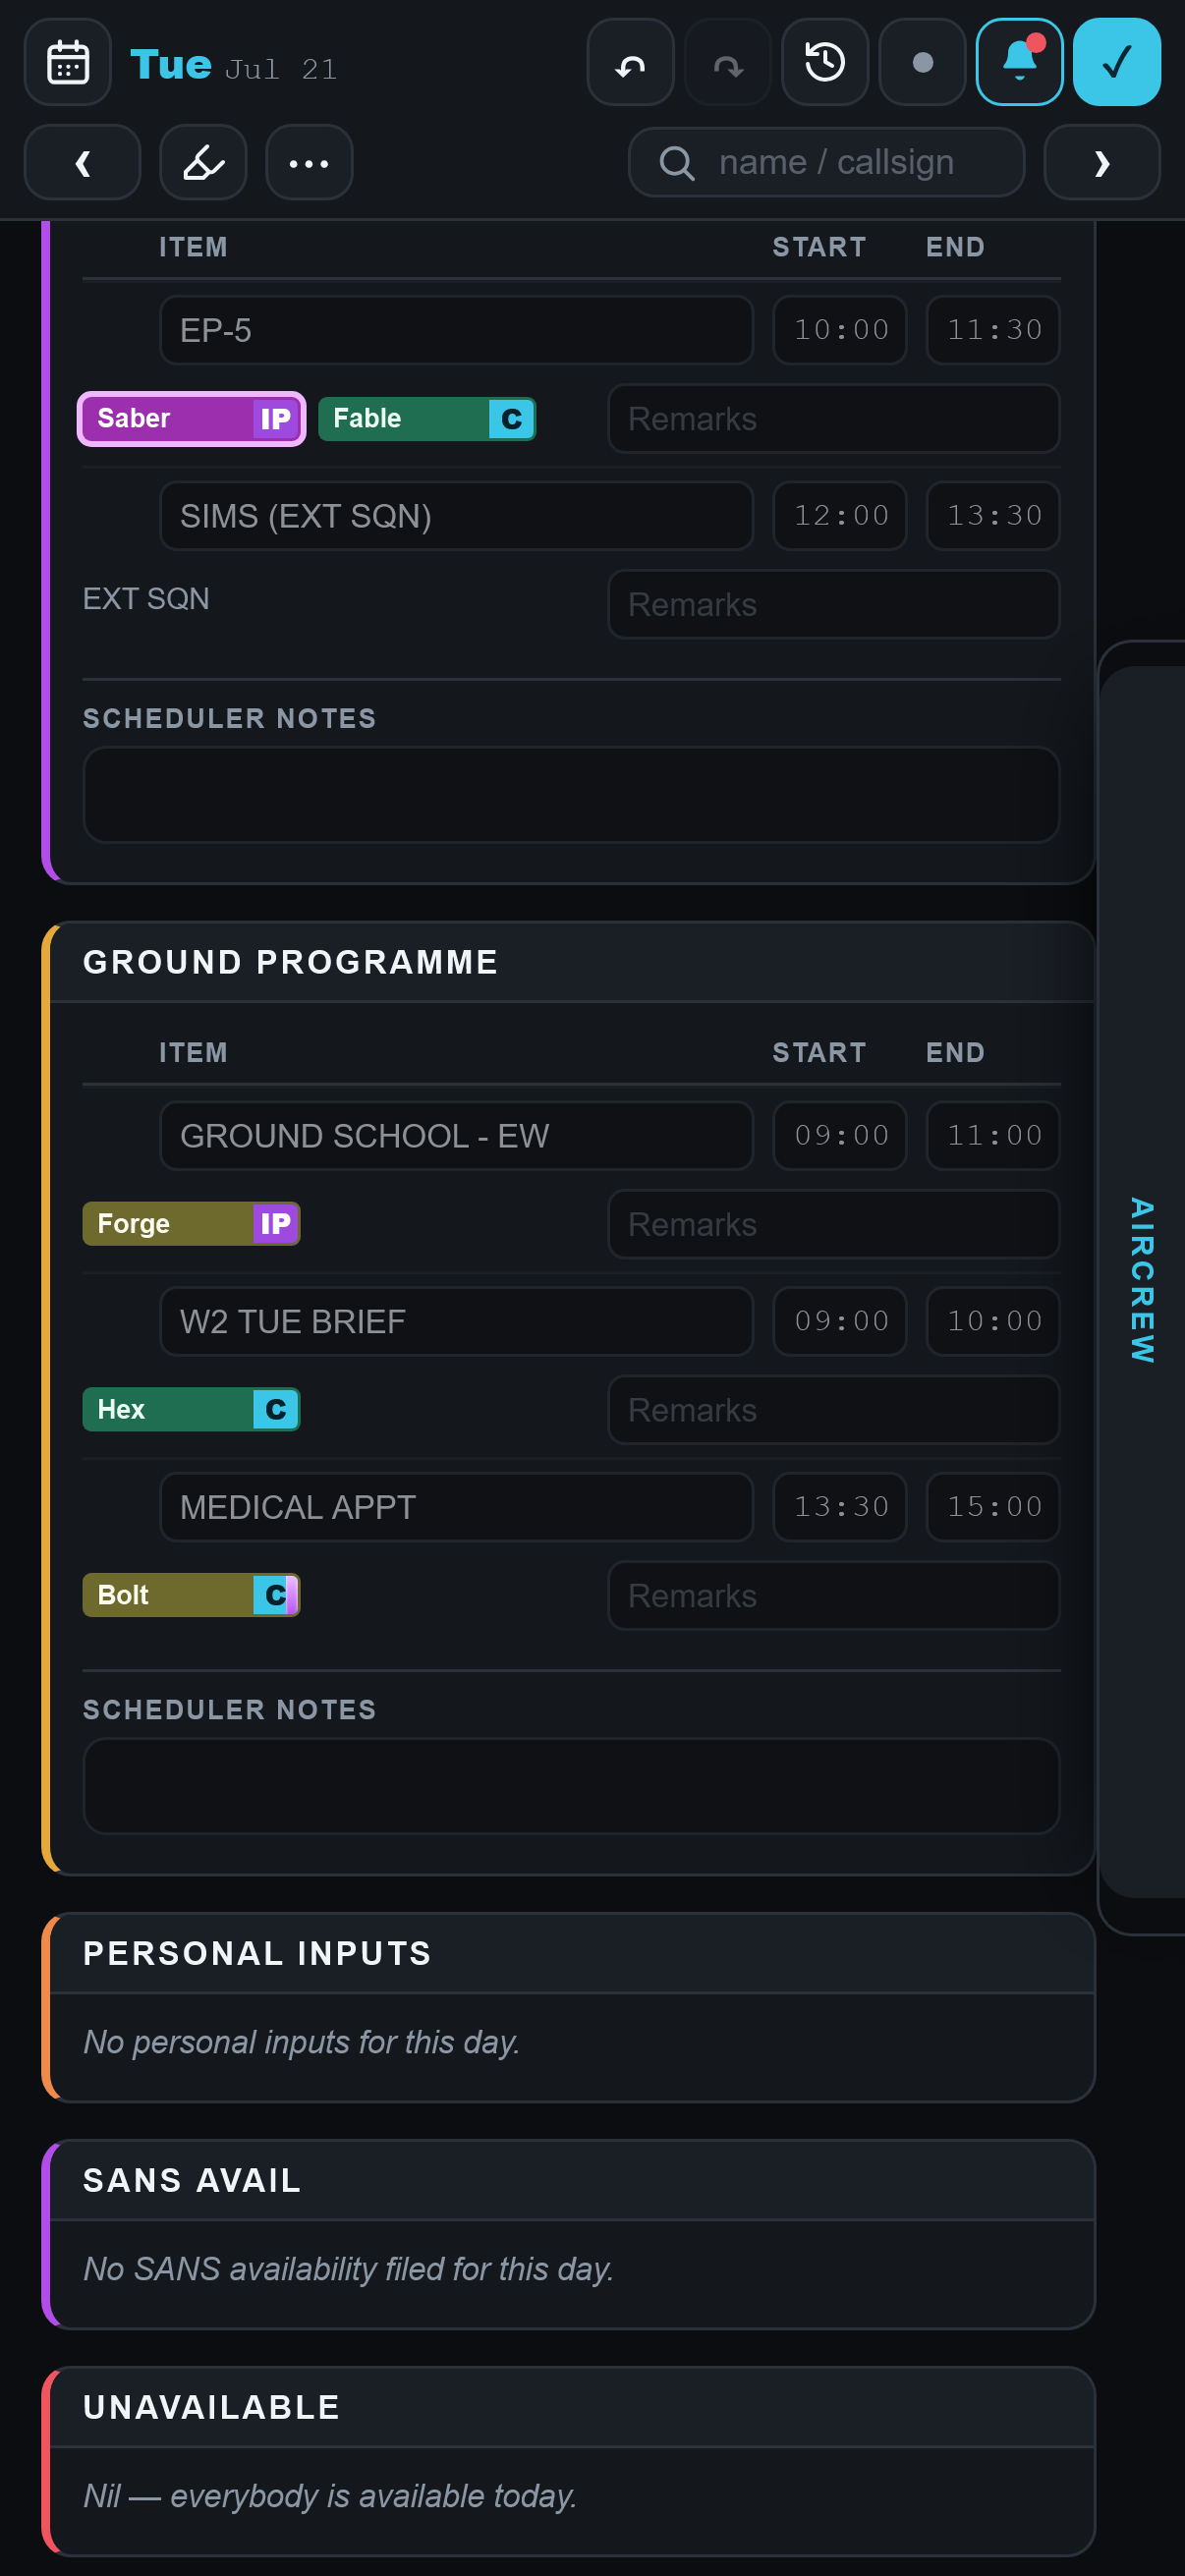 Tue Jul 21
name / callsign
ITEM START END
EP-5 10:00 11:30
Saber IP Fable C Remarks
SIMS (EXT SQN) 12:00 13:30
EXT SQN Remarks
SCHEDULER NOTES
GROUND PROGRAMME
ITEM START END
GROUND SCHOOL - EW 09:00 11:00
Forge IP Remarks
W2 TUE BRIEF 09:00 10:00
Hex C Remarks
MEDICAL APPT 13:30 15:00
Bolt C Remarks
SCHEDULER NOTES
AIRCREW
PERSONAL INPUTS
No personal inputs for this day.
SANS AVAIL
No SANS availability filed for this day.
UNAVAILABLE
Nil — everybody is available today.